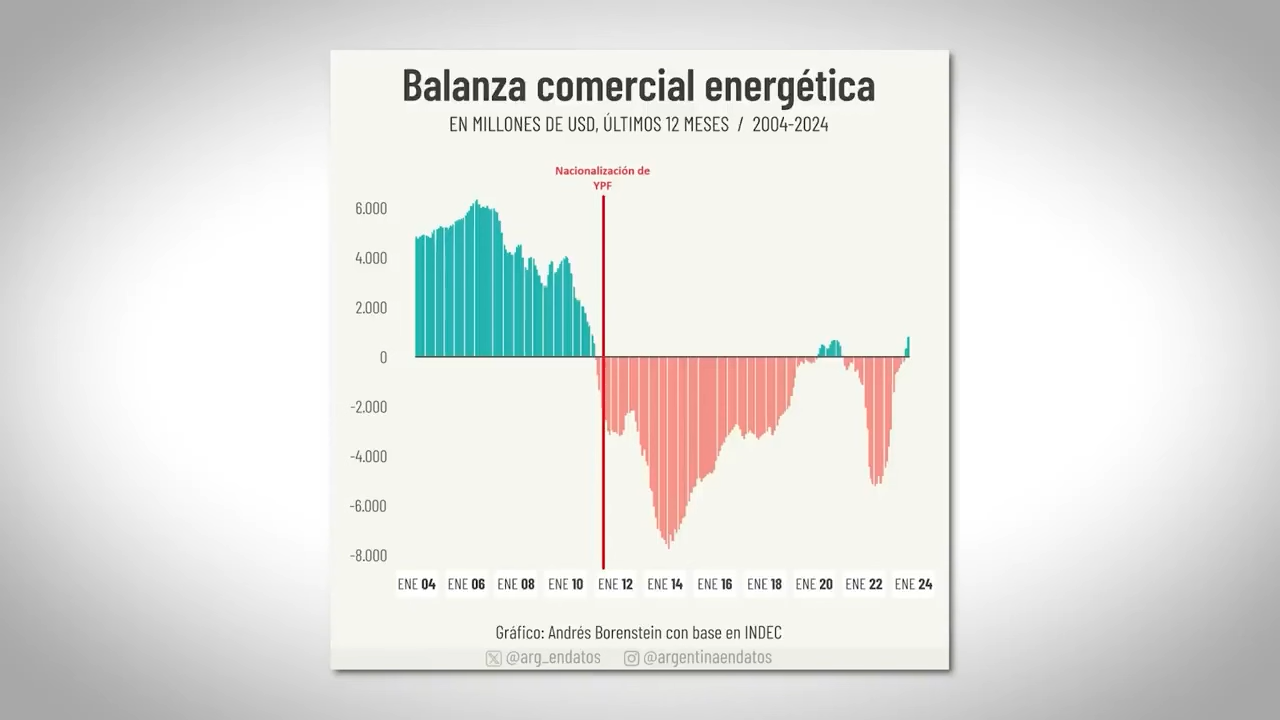 Balanza comercial energética
EN MILLONES DE USD, ÚLTIMOS 12 MESES / 2004-2024
Nacionalización de
YPF
6.000
4.000
2.000
0
-2.000
-4.000
-6.000
-8.000
ENE 04 ENE 06 ENE 08 ENE 10 ENE 12 ENE 14 ENE 16 ENE 18 ENE 20 ENE 22 ENE 24
Gráfico: Andrés Borenstein con base en INDEC
@arg_endatos @argentinaendatos